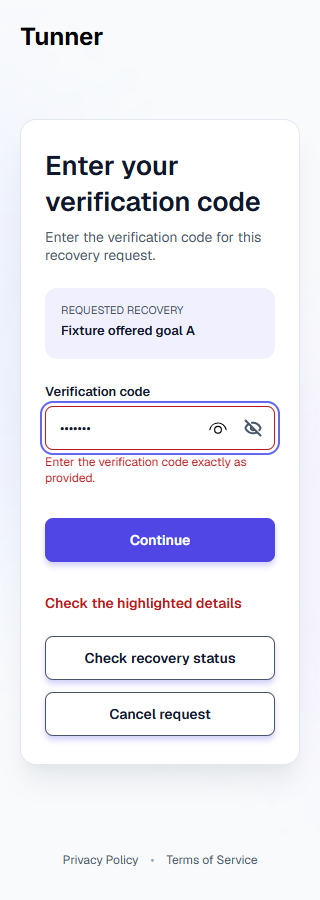 Tunner
Enter your
verification code
Enter the verification code for this
recovery request.
REQUESTED RECOVERY
Fixture offered goal A
Verification code
•••••••
Enter the verification code exactly as
provided.
Continue
Check the highlighted details
Check recovery status
Cancel request
Privacy Policy • Terms of Service